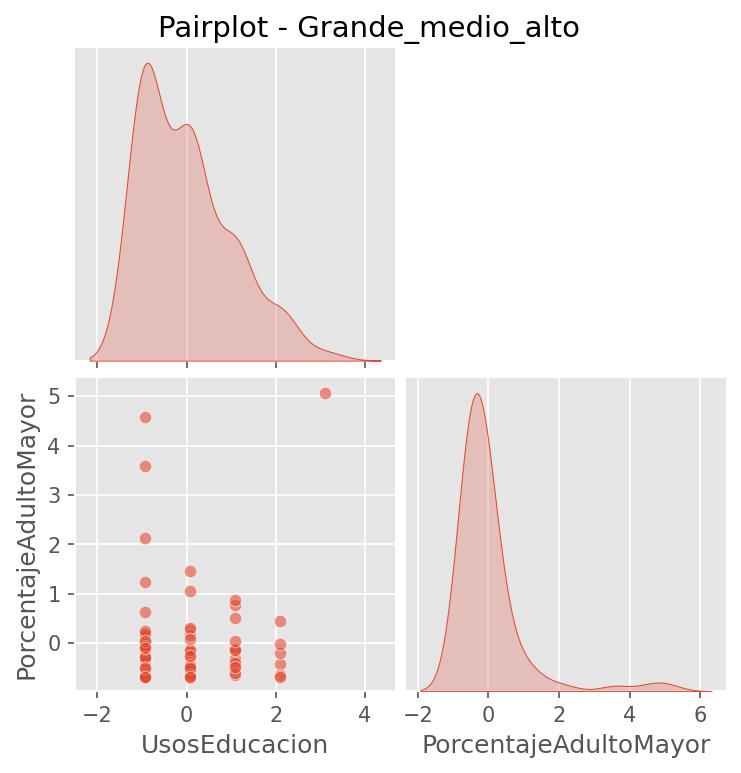 Pairplot - Grande_medio_alto
−2 0 2 4
PorcentajeAdultoMayor
5
4
3
2
1
0
−2 0 2 4 6
UsosEducacion
PorcentajeAdultoMayor